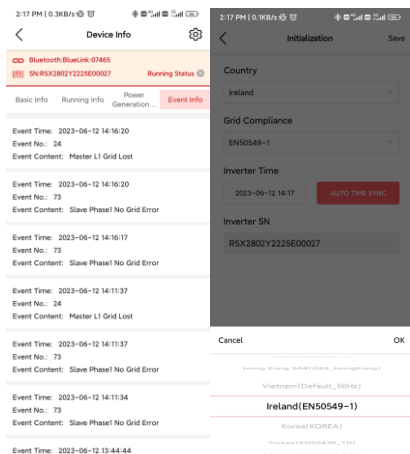 2:17 PM | 0.3KB/s
Device Info
Bluetooth:BlueLink:07465
SN:R5X2802Y2225E00027
Running Status
Basic Info
Running Info
Power
Generation...
Event Info
Event Time: 2023-06-12 14:16:20
Event No.: 24
Event Content: Master L1 Grid Lost
Event Time: 2023-06-12 14:16:20
Event No.: 73
Event Content: Slave Phase1 No Grid Error
Event Time: 2023-06-12 14:16:17
Event No.: 73
Event Content: Slave Phase1 No Grid Error
Event Time: 2023-06-12 14:11:37
Event No.: 24
Event Content: Master L1 Grid Lost
Event Time: 2023-06-12 14:11:37
Event No.: 73
Event Content: Slave Phase1 No Grid Error
Event Time: 2023-06-12 14:11:34
Event No.: 73
Event Content: Slave Phase1 No Grid Error
Event Time: 2023-06-12 13:44:44
2:17 PM | 0.1KB/s
Initialization
Save
Country
Ireland
Grid Compliance
EN50549-1
Inverter Time
2023-06-12 14:17
AUTO TIME SYNC
Inverter SN
R5X2802Y2225E00027
Cancel
OK
Hong Kong SAR(GB1_HongKong)
Vietnam(Default_50Hz)
Ireland(EN50549-1)
Korea(KOREA)